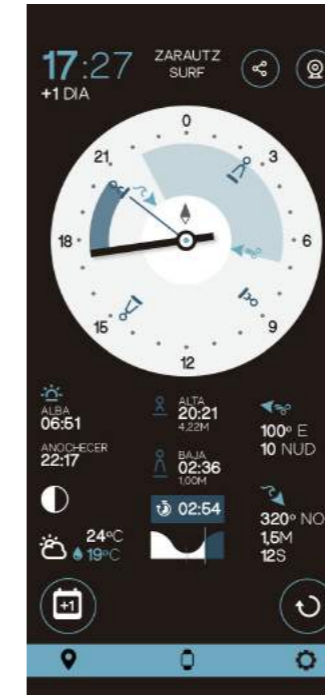 17:27
+1 DIA
ZARAUTZ
SURF
0
3
6
9
12
15
18
21
ALBA
06:51
ANOCHECER
22:17
24ºC
19ºC
ALTA
20:21
4,22M
BAJA
02:36
1,00M
02:54
100º E
10 NUD
320º NO
1,5M
12S
+1